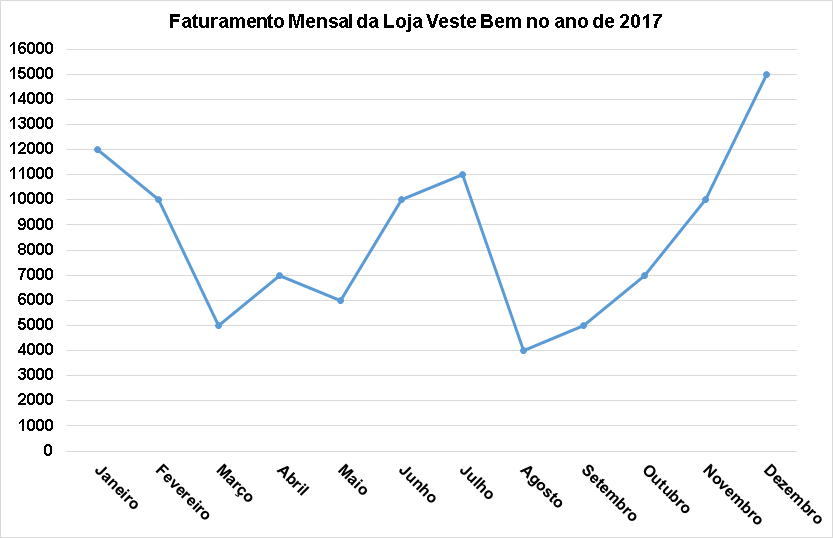 Faturamento Mensal da Loja Veste Bem no ano de 2017
16000
15000
14000
13000
12000
11000
10000
9000
8000
7000
6000
5000
4000
3000
2000
1000
0
Janeiro
Fevereiro
Março
Abril
Maio
Junho
Julho
Agosto
Setembro
Outubro
Novembro
Dezembro